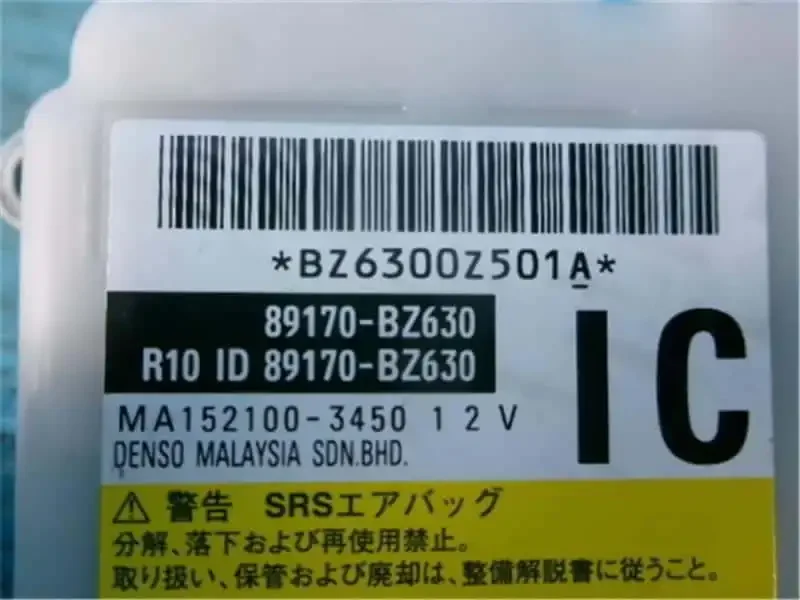 *BZ6300Z501A*
89170-BZ630
R10 ID 89170-BZ630
IC
MA152100-3450 12V
DENSO MALAYSIA SDN.BHD.
⚠ 警告 SRSエアバッグ
分解、落下および再使用禁止。
取り扱い、保管および廃却は、整備解説書に従うこと。